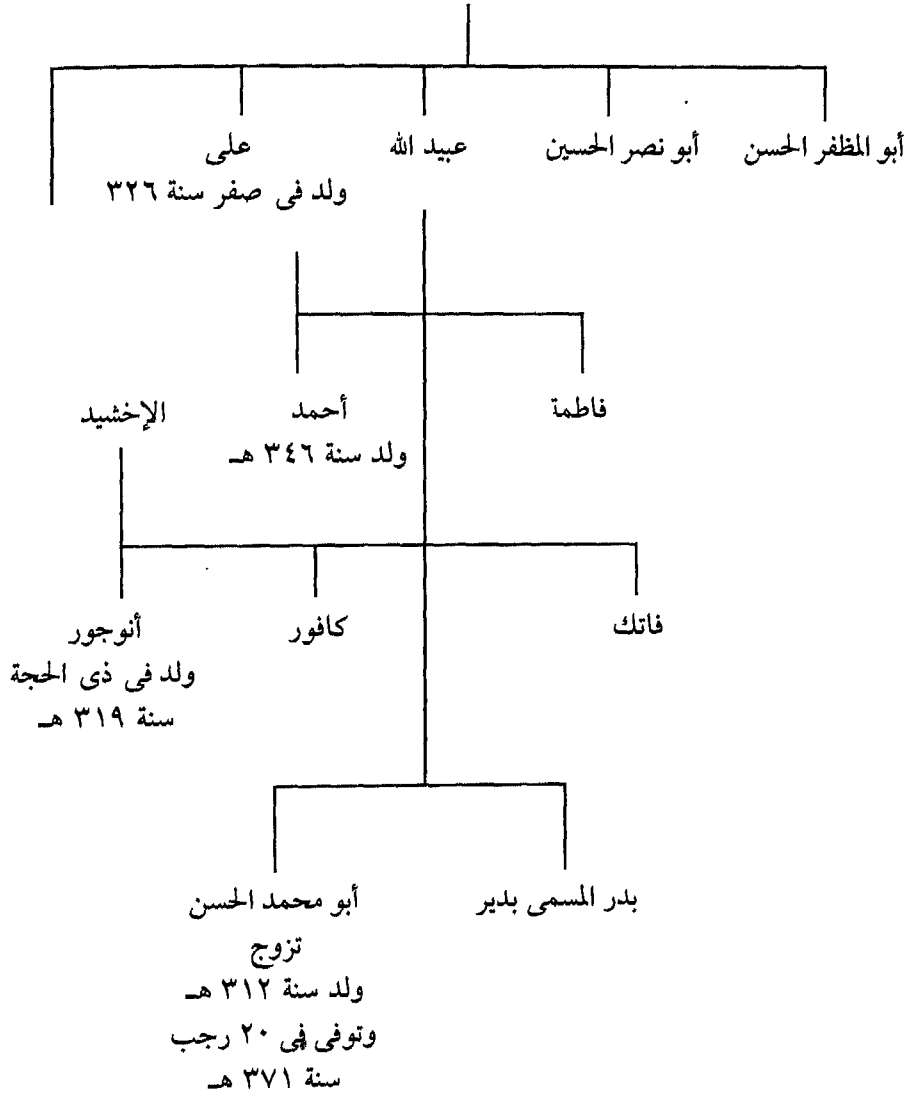 أبو المظفر الحسن
أبو نصر الحسين
عبيد الله
على
ولد فى صفر سنة ٣٢٦
فاطمة
أحمد
ولد سنة ٣٤٦ هـ
الإخشيد
فاتك
كافور
أنوجور
ولد فى ذى الحجة
سنة ٣١٩ هـ
بدر المسمى بدير
أبو محمد الحسن
تزوج
ولد سنة ٣١٢ هـ
وتوفى فى ٢٠ رجب
سنة ٣٧١ هـ